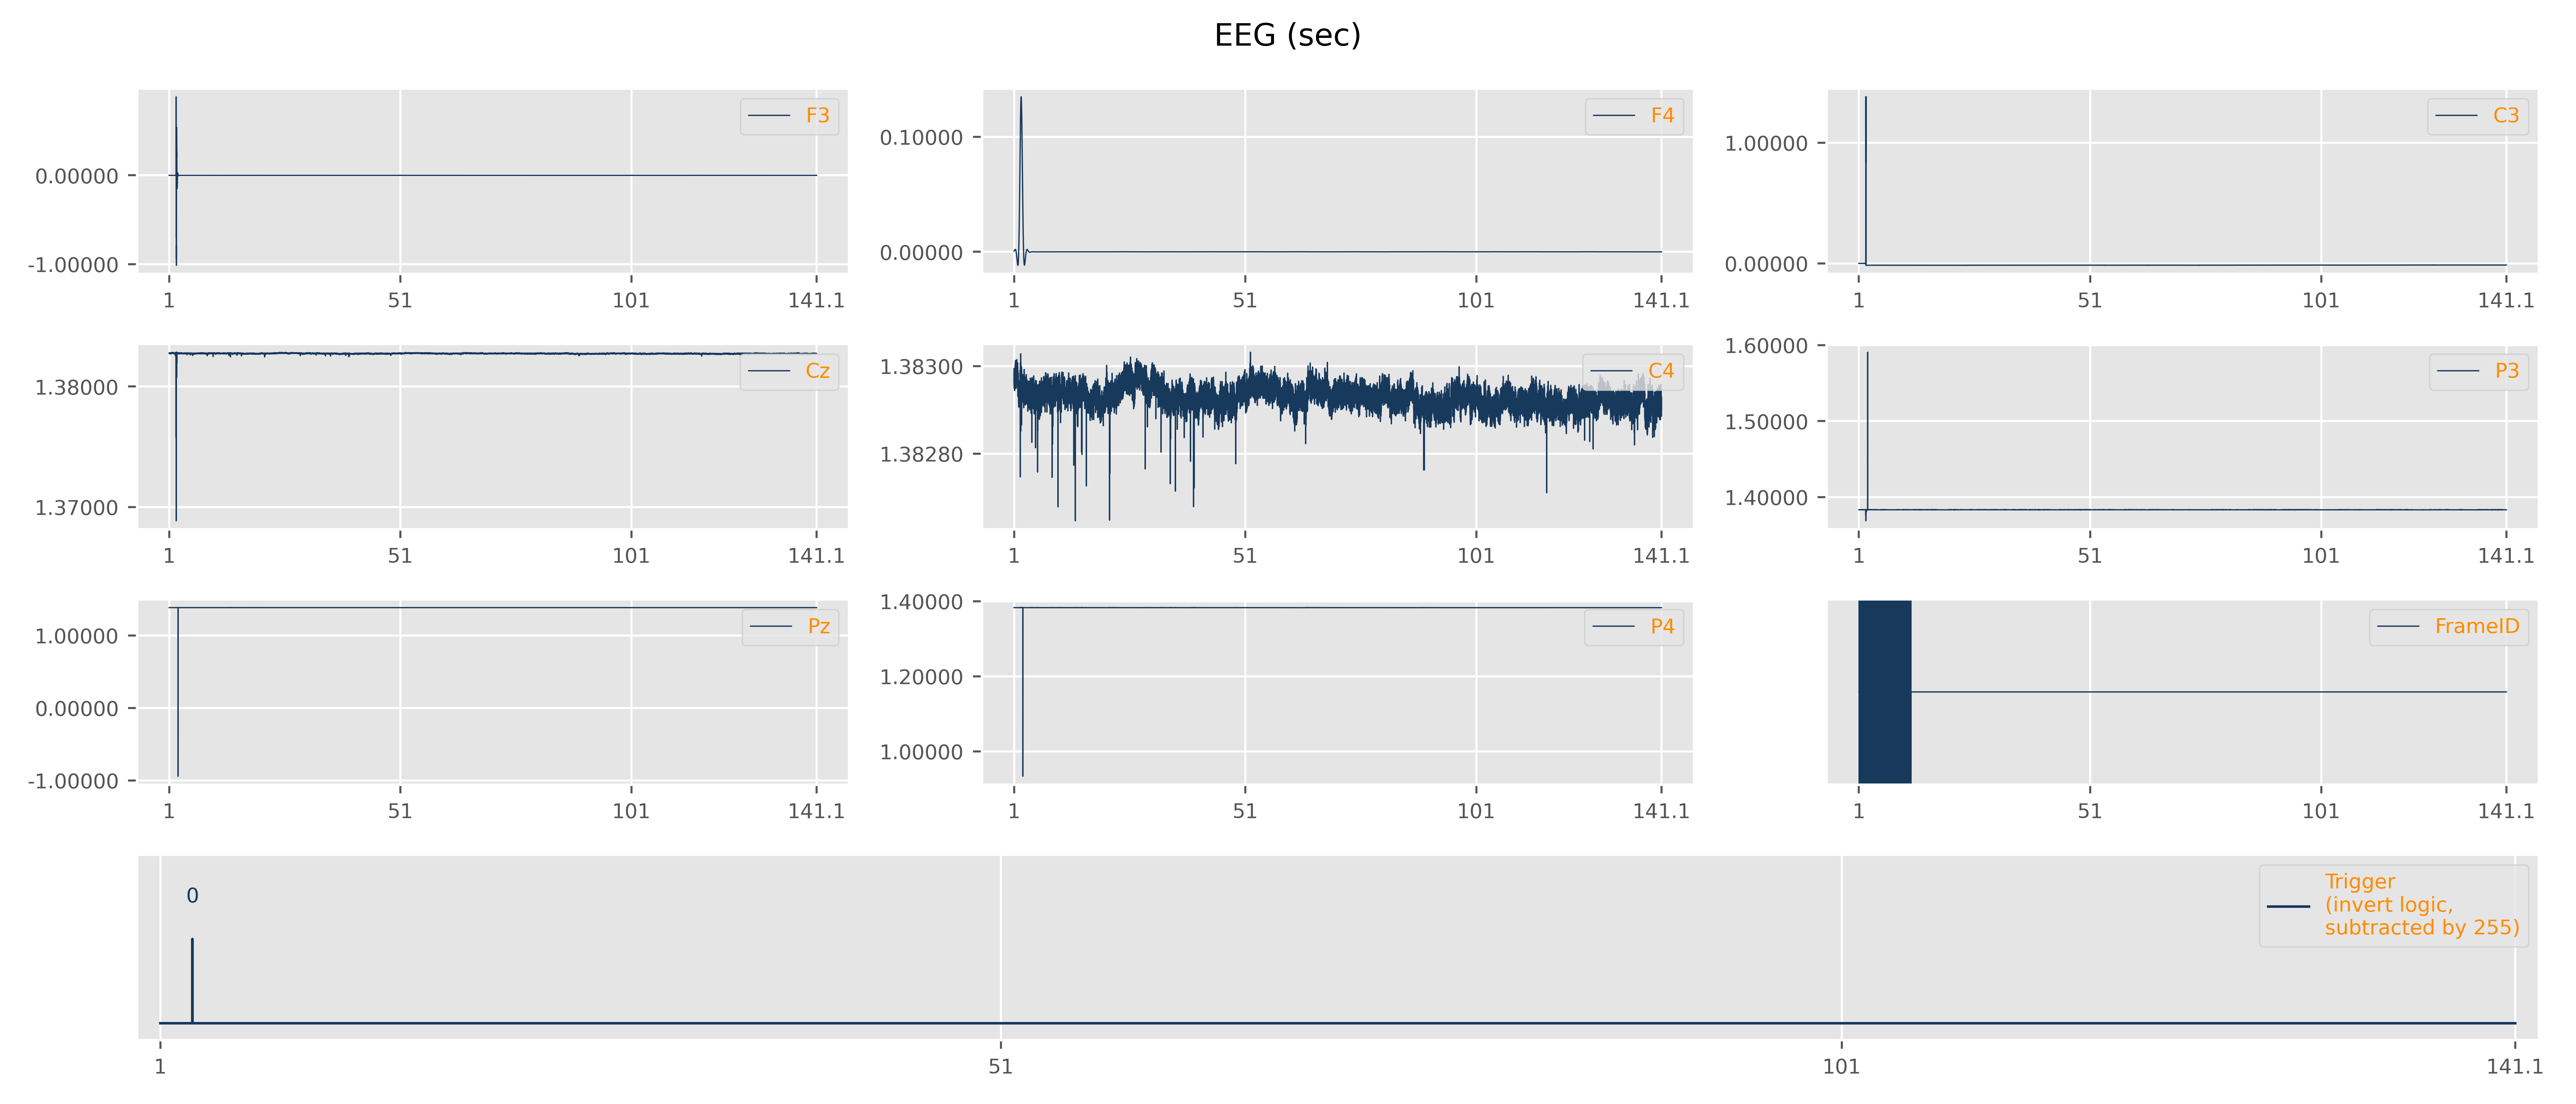 EEG (sec)
F3
0.00000
-1.00000
1 51 101 141.1
F4
0.10000
0.00000
1 51 101 141.1
C3
1.00000
0.00000
1 51 101 141.1
Cz
1.38000
1.37000
1 51 101 141.1
C4
1.38300
1.38280
1 51 101 141.1
P3
1.60000
1.50000
1.40000
1 51 101 141.1
Pz
1.00000
0.00000
-1.00000
1 51 101 141.1
P4
1.40000
1.20000
1.00000
1 51 101 141.1
FrameID
1 51 101 141.1
0
Trigger
(invert logic,
subtracted by 255)
1 51 101 141.1